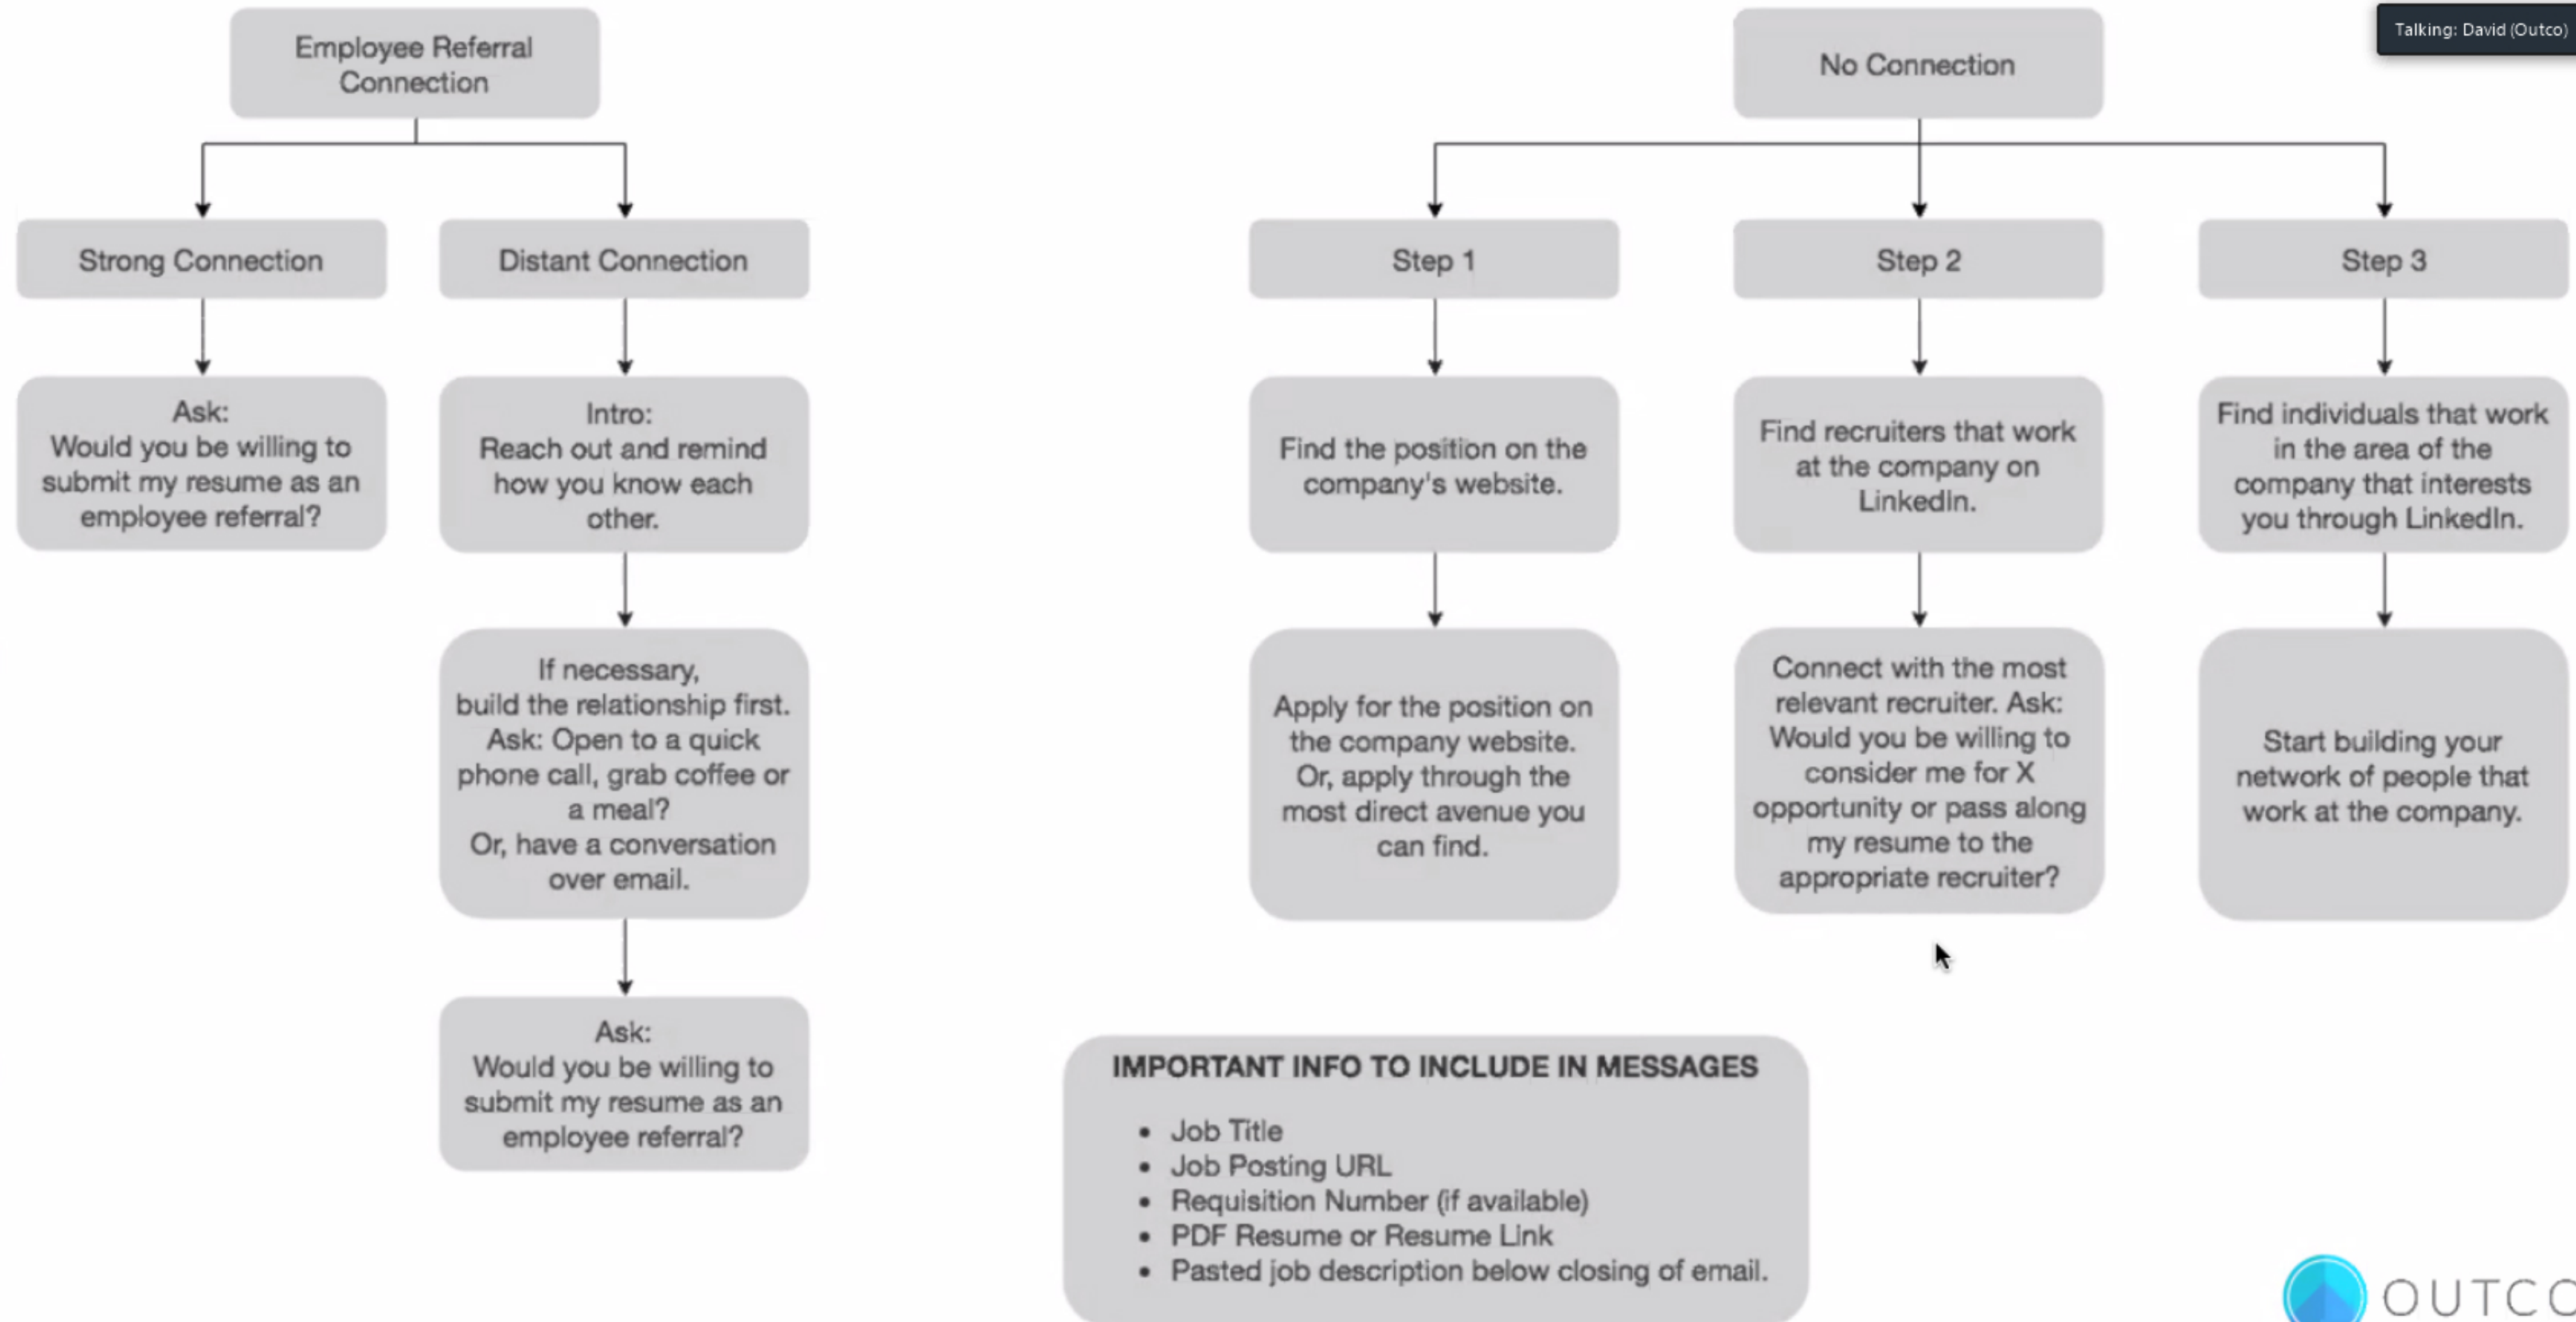 Talking: David (Outco)
Employee Referral
Connection
Strong Connection
Ask:
Would you be willing to
submit my resume as an
employee referral?
Distant Connection
Intro:
Reach out and remind
how you know each
other.
If necessary,
build the relationship first.
Ask: Open to a quick
phone call, grab coffee or
a meal?
Or, have a conversation
over email.
Ask:
Would you be willing to
submit my resume as an
employee referral?
No Connection
Step 1
Find the position on the
company's website.
Apply for the position on
the company website.
Or, apply through the
most direct avenue you
can find.
Step 2
Find recruiters that work
at the company on
LinkedIn.
Connect with the most
relevant recruiter. Ask:
Would you be willing to
consider me for X
opportunity or pass along
my resume to the
appropriate recruiter?
Step 3
Find individuals that work
in the area of the
company that interests
you through LinkedIn.
Start building your
network of people that
work at the company.
IMPORTANT INFO TO INCLUDE IN MESSAGES
• Job Title
• Job Posting URL
• Requisition Number (if available)
• PDF Resume or Resume Link
• Pasted job description below closing of email.
OUTCO